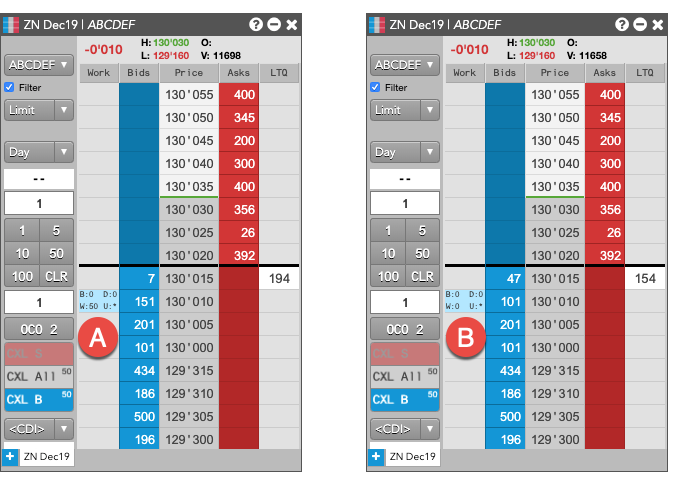 ZN Dec19 | ABCDEF
-0'010
H: 130'030 O:
L: 129'160 V: 11698
ABCDEF
Filter
Limit
Day
--
1
1 5
10 50
100 CLR
1
OCO 2
CXL S
CXL All 50
CXL B 50
<CDI>
+ ZN Dec19
Work Bids Price Asks LTQ
130'055 400
130'050 345
130'045 200
130'040 300
130'035 400
130'030 356
130'025 26
130'020 392
7 130'015 194
B:0 D:0
W:50 U:*
151 130'010
A
201 130'005
101 130'000
434 129'315
186 129'310
500 129'305
196 129'300
ZN Dec19 | ABCDEF
-0'010
H: 130'030 O:
L: 129'160 V: 11658
ABCDEF
Filter
Limit
Day
--
1
1 5
10 50
100 CLR
1
OCO 2
CXL S
CXL All 50
CXL B 50
<CDI>
+ ZN Dec19
Work Bids Price Asks LTQ
130'055 400
130'050 345
130'045 200
130'040 300
130'035 400
130'030 356
130'025 26
130'020 392
47 130'015 154
B:0 D:0
W:0 U:*
101 130'010
B
201 130'005
101 130'000
434 129'315
186 129'310
500 129'305
196 129'300